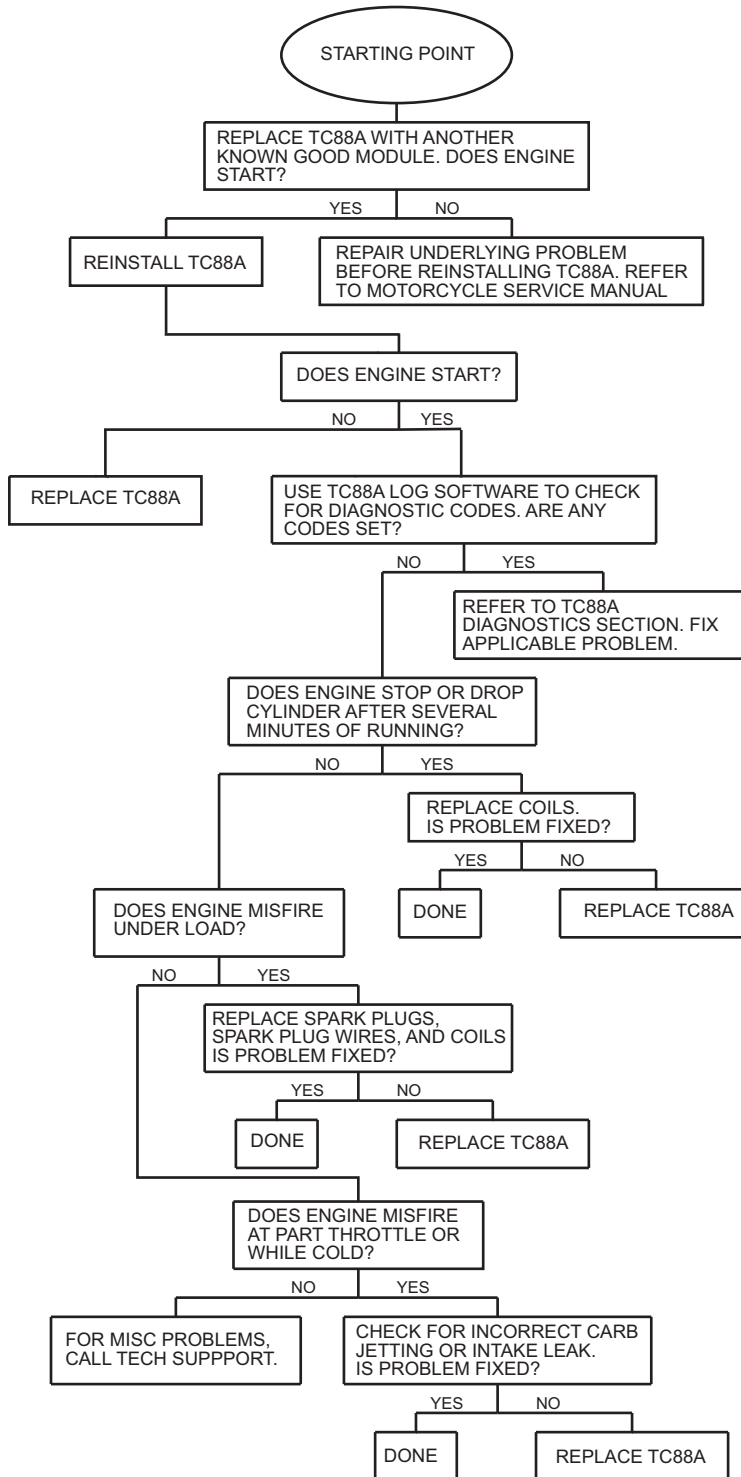 STARTING POINT
REPLACE TC88A WITH ANOTHER
KNOWN GOOD MODULE. DOES ENGINE
START?
YES
NO
REINSTALL TC88A
REPAIR UNDERLYING PROBLEM
BEFORE REINSTALLING TC88A. REFER
TO MOTORCYCLE SERVICE MANUAL
DOES ENGINE START?
NO
YES
REPLACE TC88A
USE TC88A LOG SOFTWARE TO CHECK
FOR DIAGNOSTIC CODES. ARE ANY
CODES SET?
NO
YES
REFER TO TC88A
DIAGNOSTICS SECTION. FIX
APPLICABLE PROBLEM.
DOES ENGINE STOP OR DROP
CYLINDER AFTER SEVERAL
MINUTES OF RUNNING?
NO
YES
REPLACE COILS.
IS PROBLEM FIXED?
YES
NO
DONE
REPLACE TC88A
DOES ENGINE MISFIRE
UNDER LOAD?
NO
YES
REPLACE SPARK PLUGS,
SPARK PLUG WIRES, AND COILS
IS PROBLEM FIXED?
YES
NO
DONE
REPLACE TC88A
DOES ENGINE MISFIRE
AT PART THROTTLE OR
WHILE COLD?
NO
YES
FOR MISC PROBLEMS,
CALL TECH SUPPPORT.
CHECK FOR INCORRECT CARB
JETTING OR INTAKE LEAK.
IS PROBLEM FIXED?
YES
NO
DONE
REPLACE TC88A